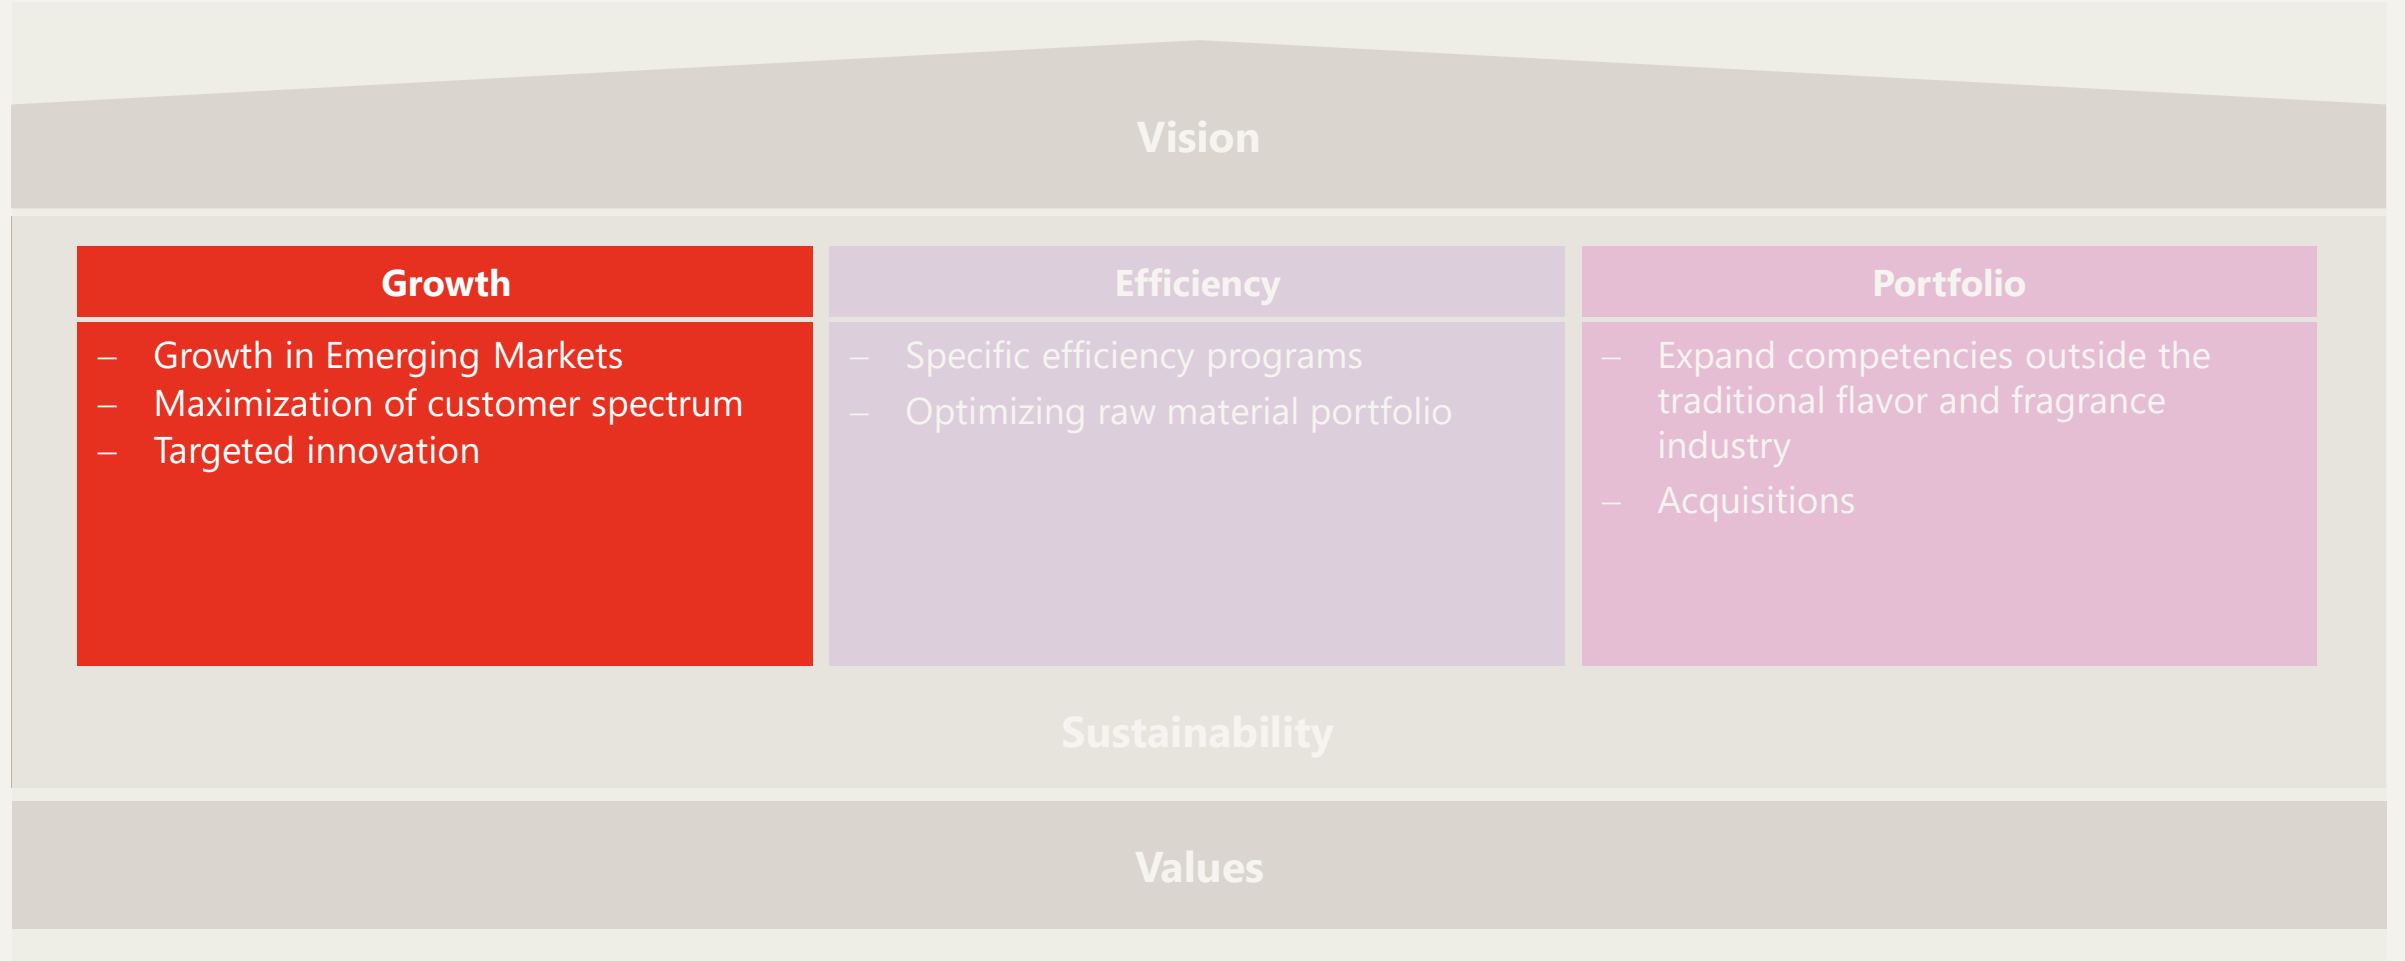 Vision
Growth
– Growth in Emerging Markets
– Maximization of customer spectrum
– Targeted innovation
Efficiency
– Specific efficiency programs
– Optimizing raw material portfolio
Portfolio
– Expand competencies outside the
traditional flavor and fragrance
industry
– Acquisitions
Sustainability
Values